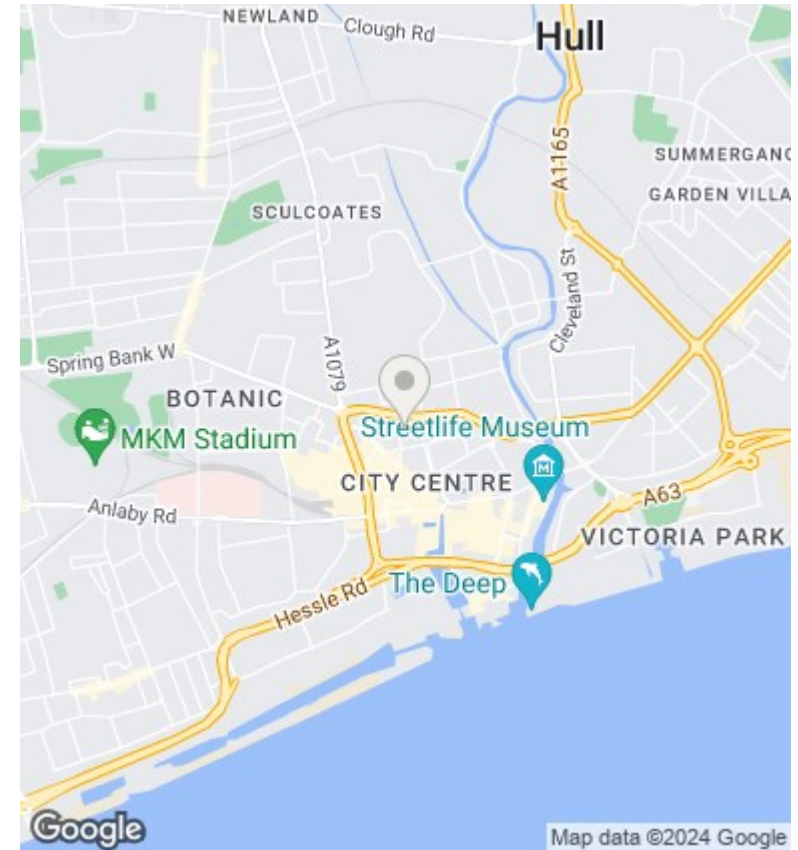 NEWLAND
Clough Rd
Hull
A1165
SUMMERGANG
GARDEN VILLA
SCULCOATES
Cleveland St
A1079
Spring Bank W
BOTANIC
MKM Stadium
Streetlife Museum
CITY CENTRE
A63
Anlaby Rd
VICTORIA PARK
The Deep
Hessle Rd
Google
Map data ©2024 Google